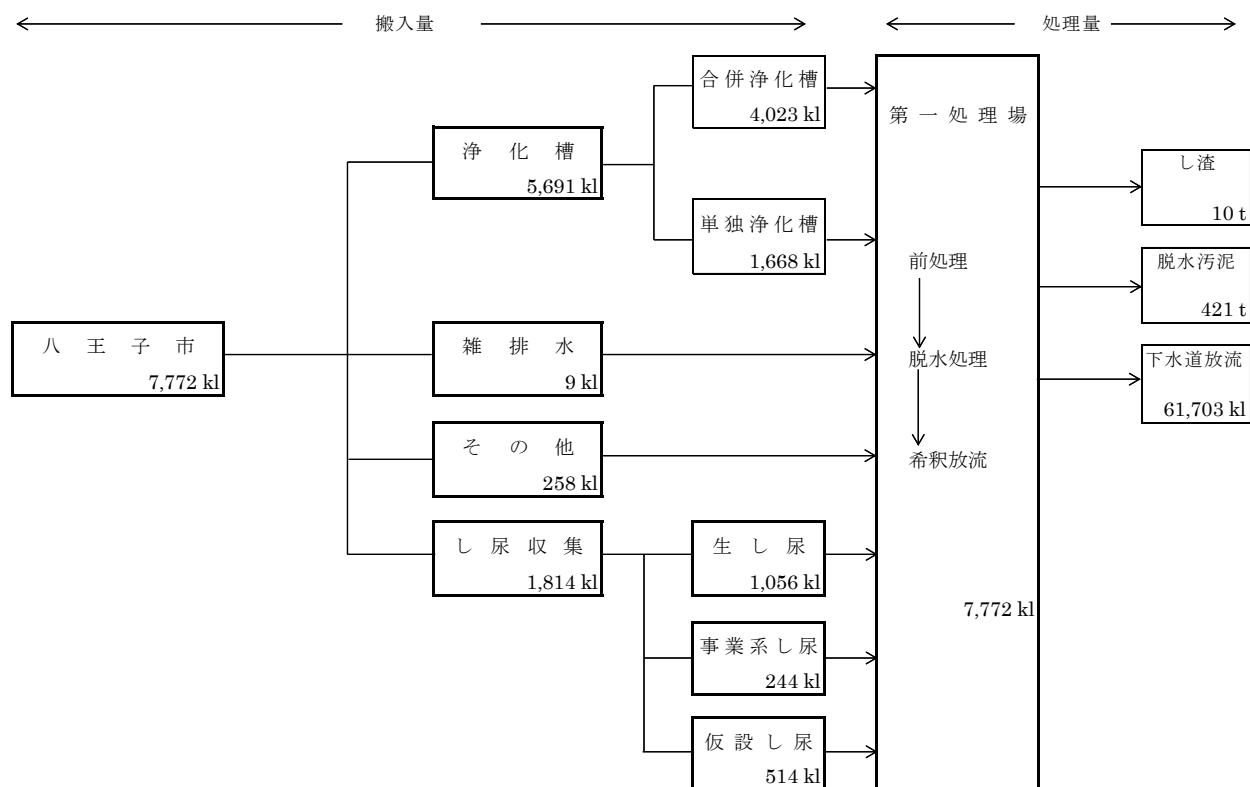 搬入量
処理量
合併浄化槽
4,023 kl
第一処理場
浄化槽
5,691 kl
し渣
10 t
単独浄化槽
1,668 kl
前処理
脱水汚泥
421 t
八王子市
7,772 kl
雑排水
9 kl
脱水処理
下水道放流
61,703 kl
その他
258 kl
希釈放流
し尿収集
1,814 kl
生し尿
1,056 kl
7,772 kl
事業系し尿
244 kl
仮設し尿
514 kl